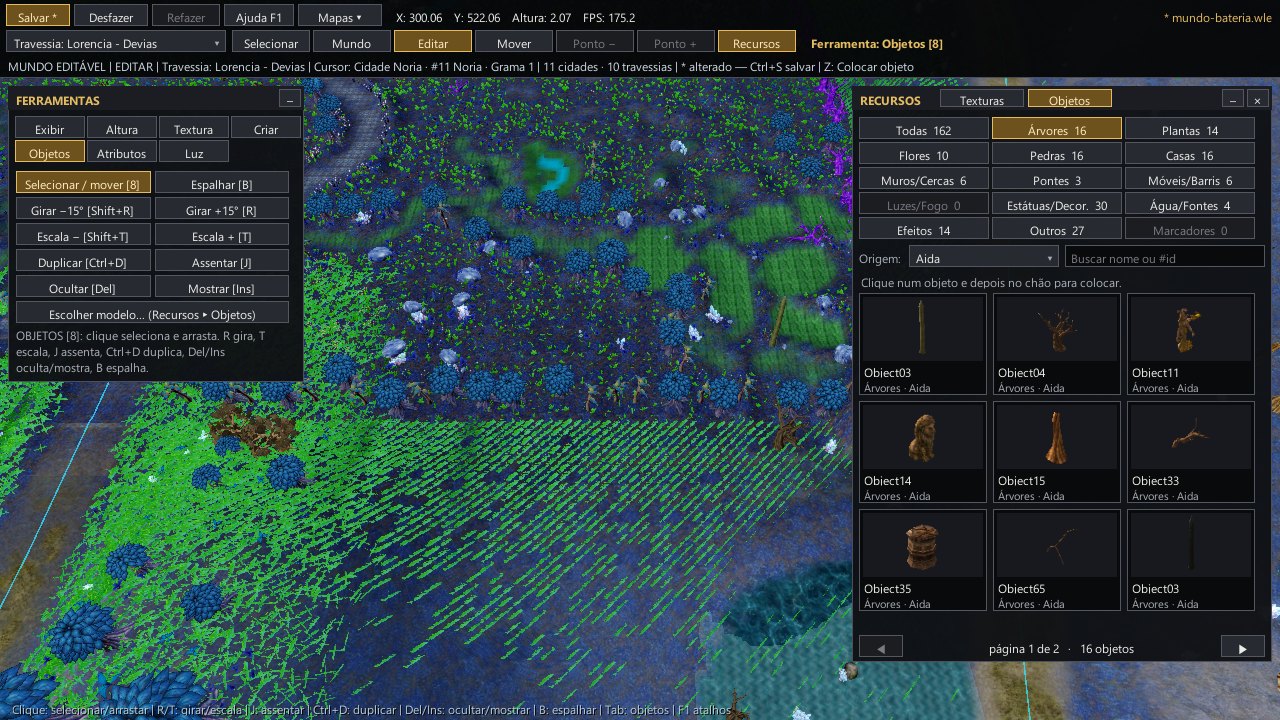 Salvar * Desfazer Refazer Ajuda F1 Mapas ▾ X: 300.06 Y: 522.06 Altura: 2.07 FPS: 175.2 * mundo-bateria.wle
Travessia: Lorencia - Devias ▾ Selecionar Mundo Editar Mover Ponto − Ponto + Recursos Ferramenta: Objetos [8]
MUNDO EDITÁVEL | EDITAR | Travessia: Lorencia - Devias | Cursor: Cidade Noria · #11 Noria · Grama 1 | 11 cidades · 10 travessias | * alterado — Ctrl+S salvar | Z: Colocar objeto
FERRAMENTAS –
Exibir Altura Textura Criar
Objetos Atributos Luz
Selecionar / mover [8] Espalhar [B]
Girar −15° [Shift+R] Girar +15° [R]
Escala − [Shift+T] Escala + [T]
Duplicar [Ctrl+D] Assentar [J]
Ocultar [Del] Mostrar [Ins]
Escolher modelo... (Recursos ▸ Objetos)
OBJETOS [8]: clique seleciona e arrasta. R gira, T
escala, J assenta, Ctrl+D duplica, Del/Ins
oculta/mostra, B espalha.
RECURSOS Texturas Objetos – ×
Todas 162 Árvores 16 Plantas 14
Flores 10 Pedras 16 Casas 16
Muros/Cercas 6 Pontes 3 Móveis/Barris 6
Luzes/Fogo 0 Estátuas/Decor. 30 Água/Fontes 4
Efeitos 14 Outros 27 Marcadores 0
Origem: Aida ▾ Buscar nome ou #id
Clique num objeto e depois no chão para colocar.
Object03 Object04 Object11
Árvores · Aida Árvores · Aida Árvores · Aida
Object14 Object15 Object33
Árvores · Aida Árvores · Aida Árvores · Aida
Object35 Object65 Object03
Árvores · Aida Árvores · Aida Árvores · Aida
◀ página 1 de 2 · 16 objetos ▶
Clique: selecionar/arrastar | R/T: girar/escala | J: assentar | Ctrl+D: duplicar | Del/Ins: ocultar/mostrar | B: espalhar | Tab: objetos | F1 atalhos